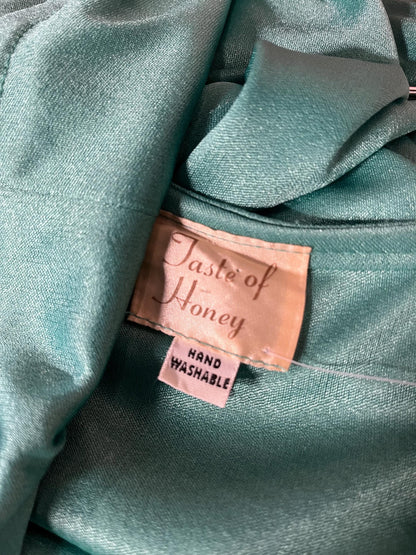 Taste of
Honey
HAND
WASHABLE